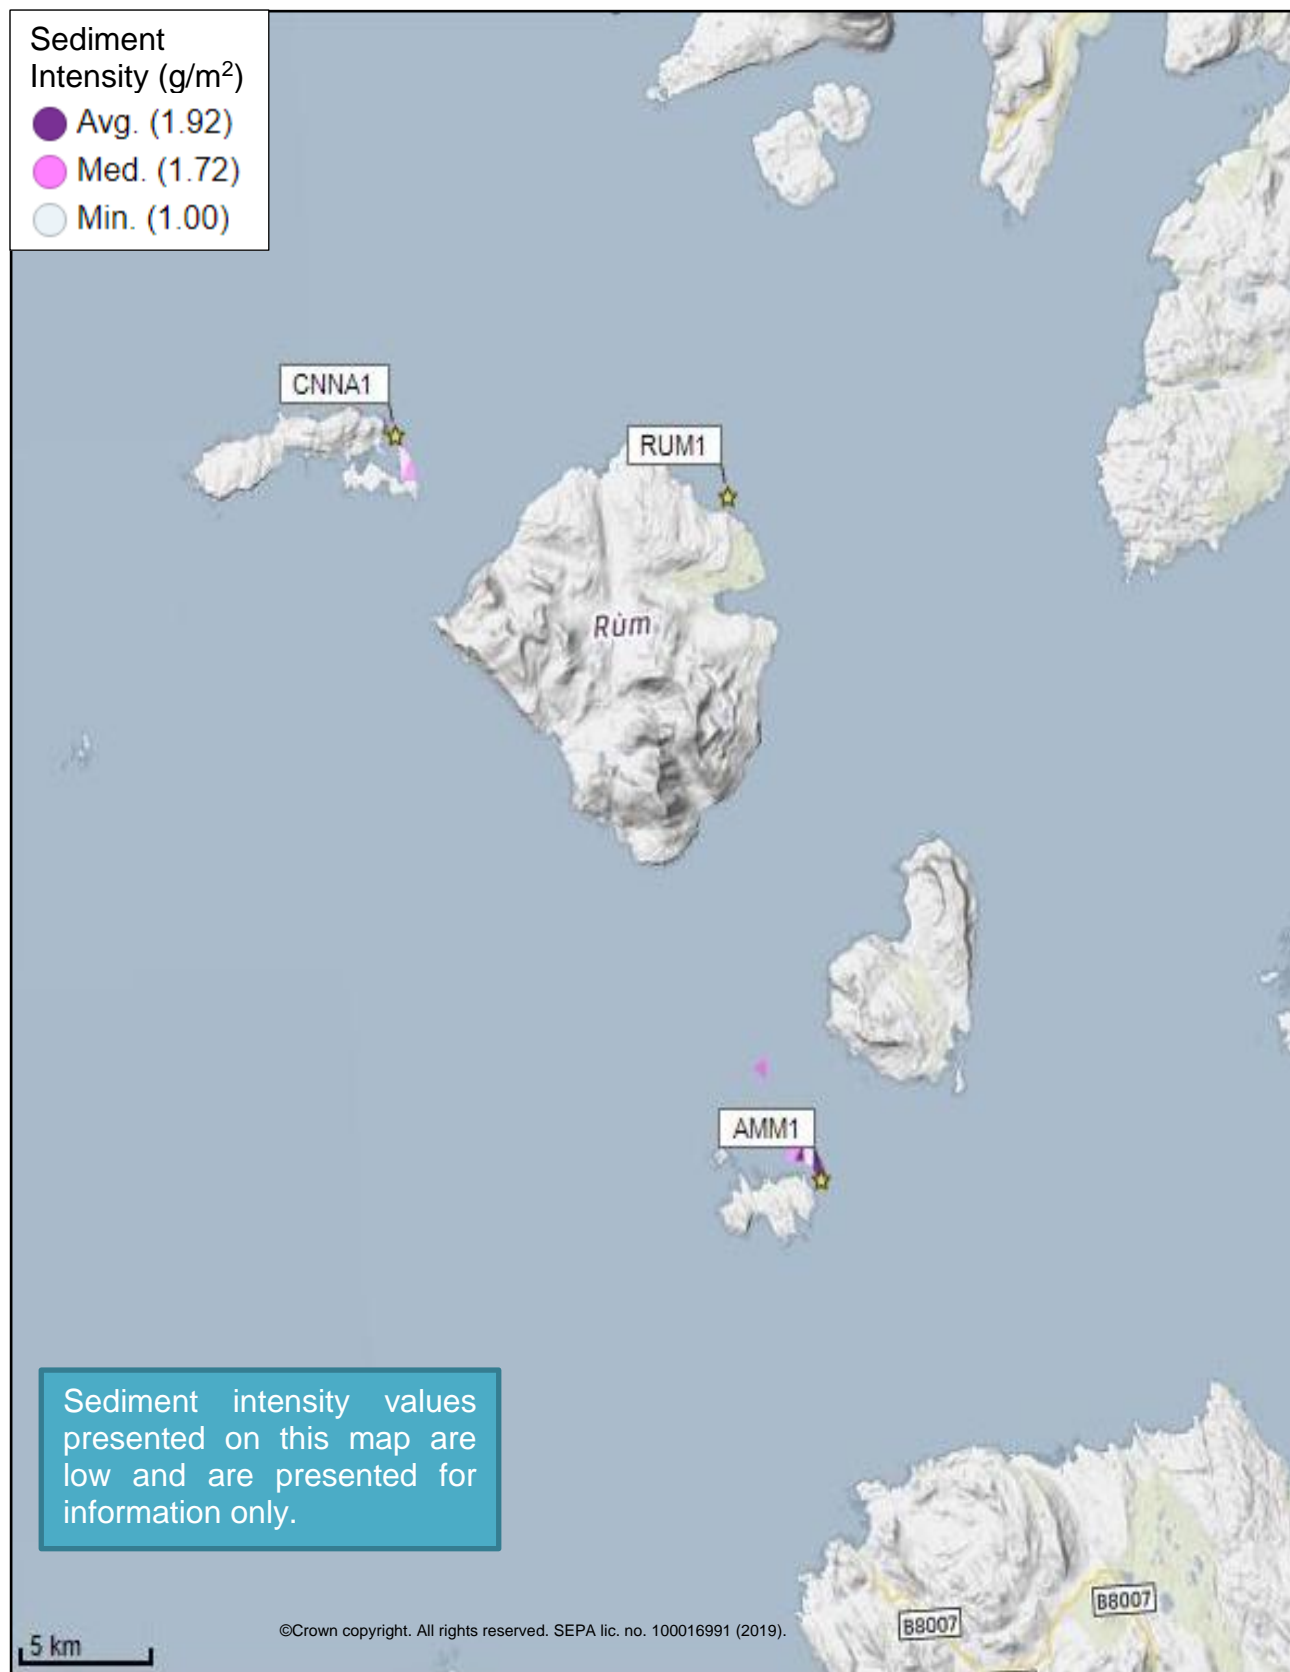 Sediment
Intensity (g/m²)
Avg. (1.92)
Med. (1.72)
Min. (1.00)
CNNA1
RUM1
Rùm
AMM1
Sediment intensity values
presented on this map are
low and are presented for
information only.
B8007
B8007
©Crown copyright. All rights reserved. SEPA lic. no. 100016991 (2019).
5 km